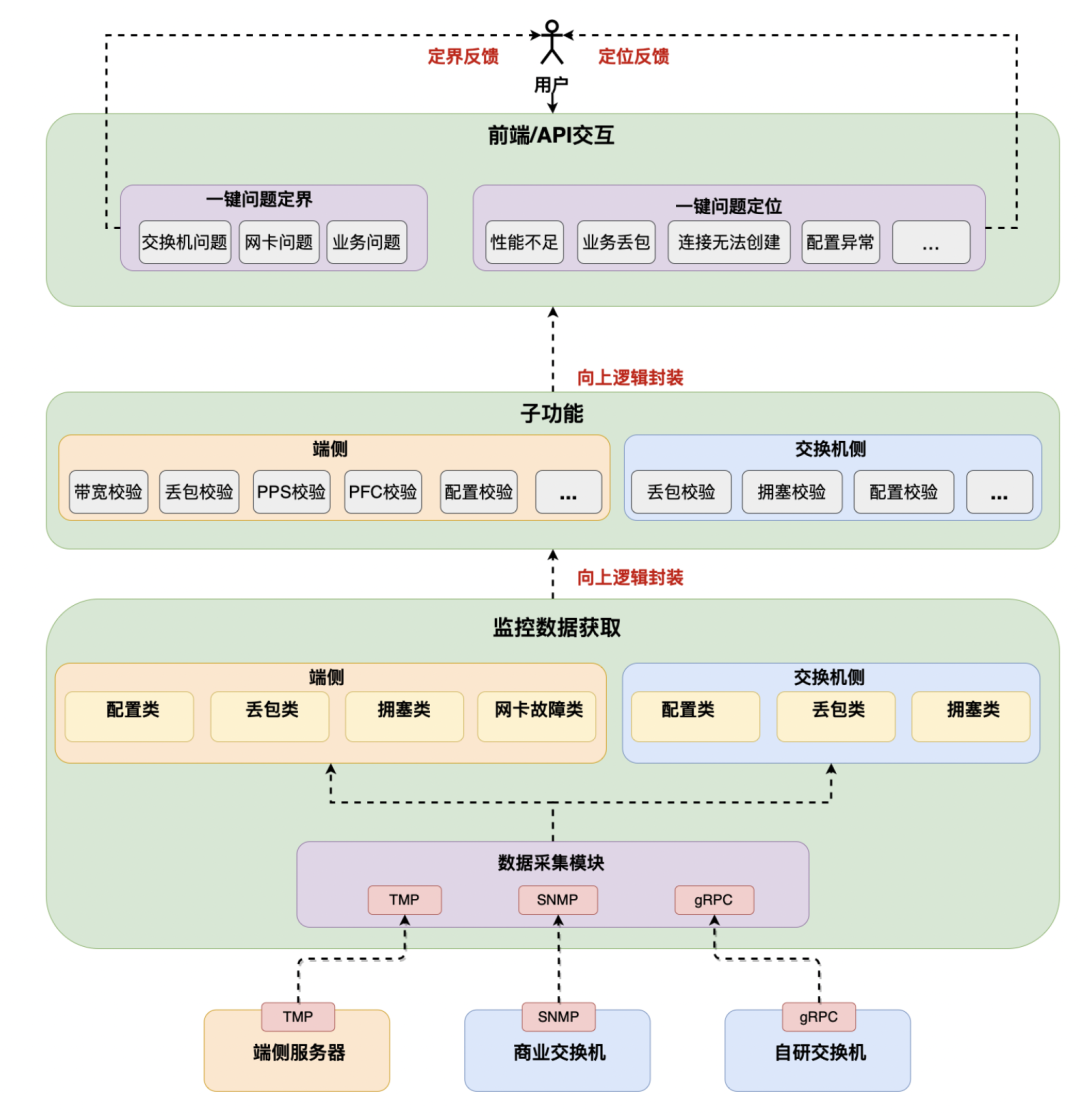 定界反馈
定位反馈
用户
前端/API交互
一键问题定界
交换机问题
网卡问题
业务问题
一键问题定位
性能不足
业务丢包
连接无法创建
配置异常
...
向上逻辑封装
子功能
端侧
带宽校验
丢包校验
PPS校验
PFC校验
配置校验
...
交换机侧
丢包校验
拥塞校验
配置校验
...
向上逻辑封装
监控数据获取
端侧
配置类
丢包类
拥塞类
网卡故障类
交换机侧
配置类
丢包类
拥塞类
数据采集模块
TMP
SNMP
gRPC
TMP
端侧服务器
SNMP
商业交换机
gRPC
自研交换机